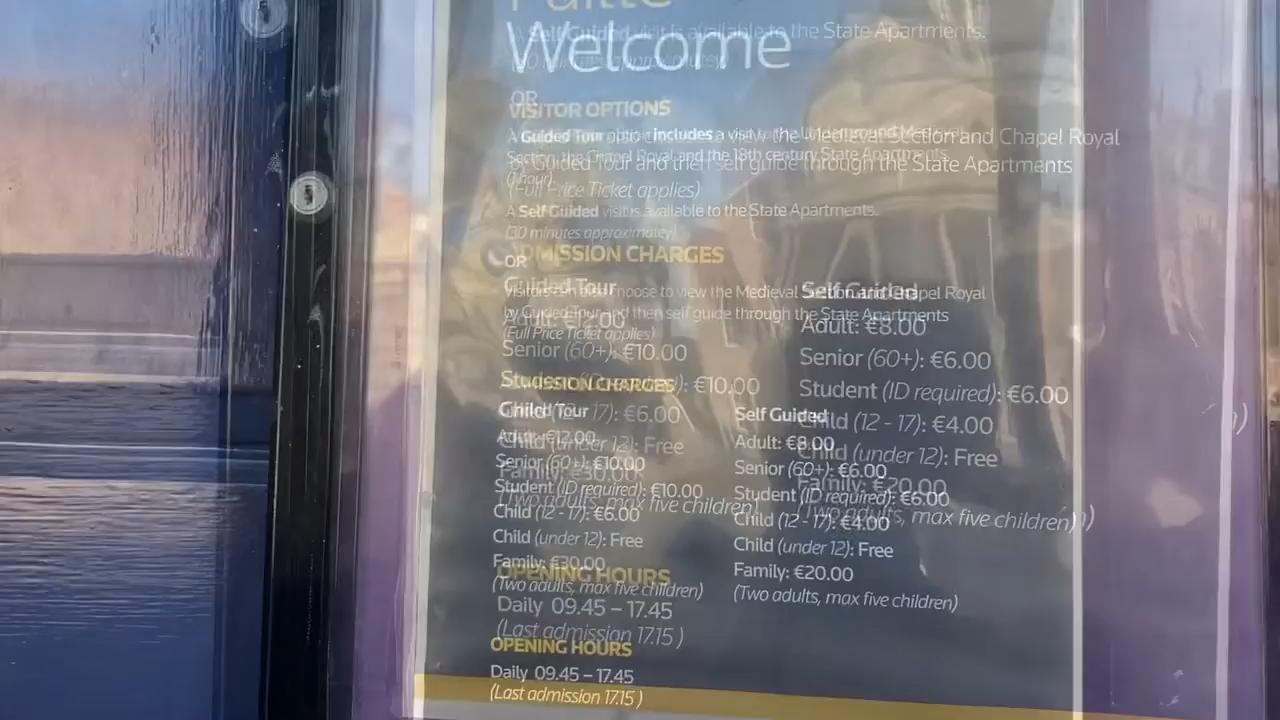 Fáilte
Welcome
VISITOR OPTIONS
A Guided Tour option includes a visit to the Underground Medieval
Section, the Chapel Royal and the 18th century State Apartments.
(1 hour)
A Self Guided visit is available to the State Apartments.
(30 minutes approximately)
OR
Visitors can also choose to view the Medieval Section and Chapel Royal
by Guided Tour and then self guide through the State Apartments
(Full Price Ticket applies)
ADMISSION CHARGES
Guided Tour
Adult: €12.00
Senior (60+): €10.00
Student (ID required): €10.00
Child (12 - 17): €6.00
Child (under 12): Free
Family: €30.00
(Two adults, max five children)
Self Guided
Adult: €8.00
Senior (60+): €6.00
Student (ID required): €6.00
Child (12 - 17): €4.00
Child (under 12): Free
Family: €20.00
(Two adults, max five children)
OPENING HOURS
Daily 09.45 – 17.45
(Last admission 17.15 )